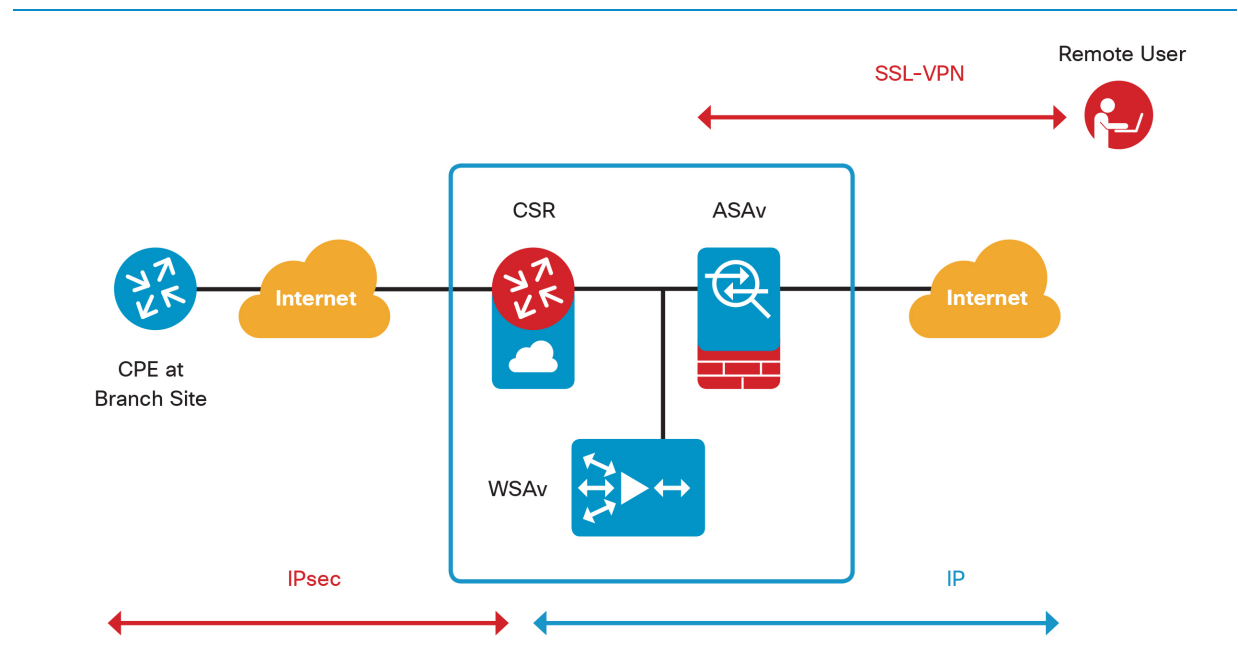 Remote User
SSL-VPN
CSR
ASAv
Internet
Internet
CPE at
Branch Site
WSAv
IPsec
IP